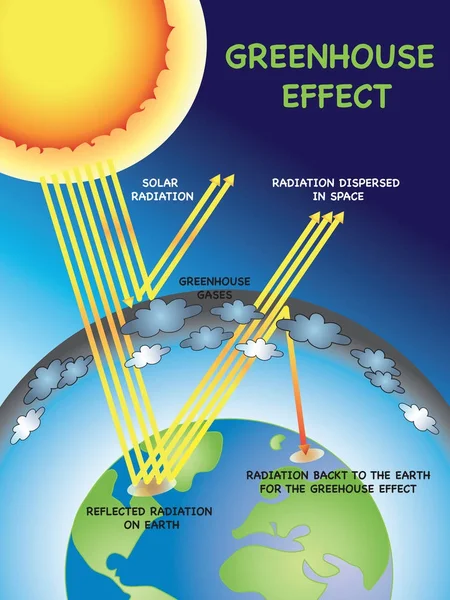 GREENHOUSE
EFFECT
SOLAR
RADIATION
RADIATION DISPERSED
IN SPACE
GREENHOUSE
GASES
RADIATION BACKT TO THE EARTH
FOR THE GREEHOUSE EFFECT
REFLECTED RADIATION
ON EARTH